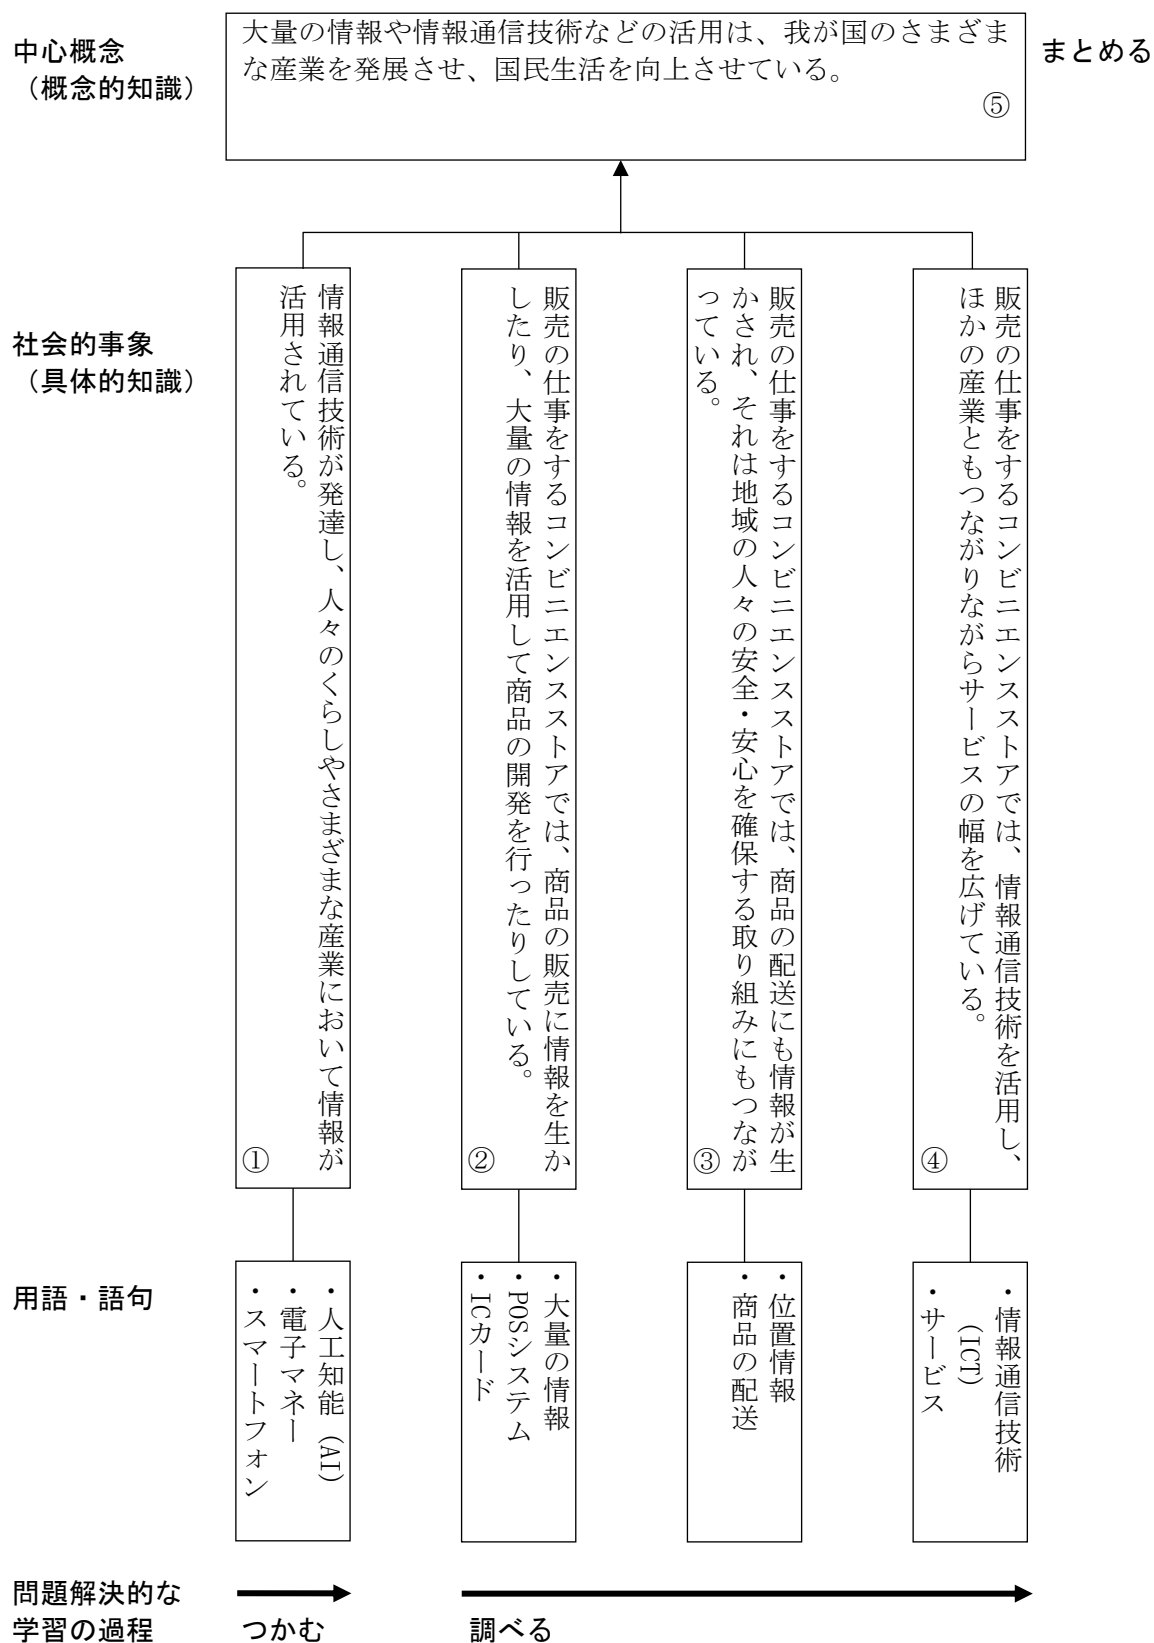 中心概念
（概念的知識）
大量の情報や情報通信技術などの活用は、我が国のさまざま
な産業を発展させ、国民生活を向上させている。
⑤
まとめる
社会的事象
（具体的知識）
情報通信技術が発達し、人々のくらしやさまざまな産業において情報が
活用されている。
①
販売の仕事をするコンビニエンスストアでは、商品の販売に情報を生か
したり、大量の情報を活用して商品の開発を行ったりしている。
②
販売の仕事をするコンビニエンスストアでは、商品の配送にも情報が生
かされ、それは地域の人々の安全・安心を確保する取り組みにもつなが
っている。
③
販売の仕事をするコンビニエンスストアでは、情報通信技術を活用し、
ほかの産業ともつながりながらサービスの幅を広げている。
④
用語・語句
・人工知能（AI）
・電子マネー
・スマートフォン
・大量の情報
・POSシステム
・ICカード
・位置情報
・商品の配送
・情報通信技術
（ICT）
・サービス
問題解決的な
学習の過程
つかむ
調べる